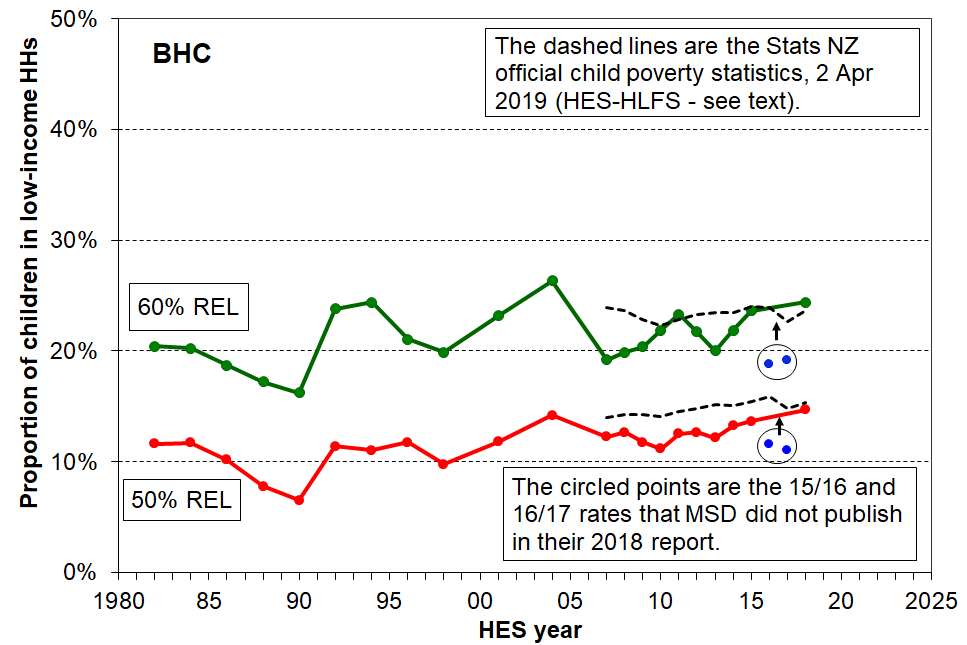 50%
BHC
The dashed lines are the Stats NZ
official child poverty statistics, 2 Apr
2019 (HES-HLFS - see text).
Proportion of children in low-income HHs
40%
30%
60% REL
20%
10%
50% REL
The circled points are the 15/16 and
16/17 rates that MSD did not publish
in their 2018 report.
0%
1980 85 90 95 00 05 10 15 20 2025
HES year